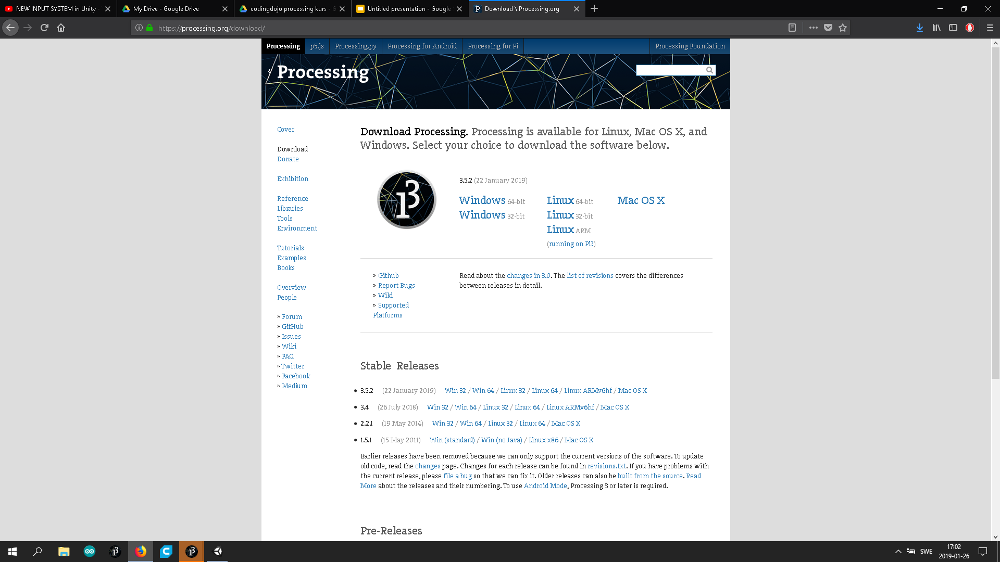 NEW INPUT SYSTEM in Unity -
My Drive - Google Drive
codingdojo processing kurs - G
Untitled presentation - Google
Download \ Processing.org
https://processing.org/download/
Processing
p5.js
Processing.py
Processing for Android
Processing for Pi
Processing Foundation
Processing
Cover
Download
Donate
Exhibition
Reference
Libraries
Tools
Environment
Tutorials
Examples
Books
Overview
People
» Forum
» GitHub
» Issues
» Wiki
» FAQ
» Twitter
» Facebook
» Medium
Download Processing. Processing is available for Linux, Mac OS X, and
Windows. Select your choice to download the software below.
3.5.2 (22 January 2019)
Windows 64-bit
Windows 32-bit
Linux 64-bit
Linux 32-bit
Linux ARM
(running on Pi?)
Mac OS X
» Github
» Report Bugs
» Wiki
» Supported
Platforms
Read about the changes in 3.0. The list of revisions covers the differences
between releases in detail.
Stable Releases
• 3.5.2 (22 January 2019) Win 32 / Win 64 / Linux 32 / Linux 64 / Linux ARMv6hf / Mac OS X
• 3.4 (26 July 2018) Win 32 / Win 64 / Linux 32 / Linux 64 / Linux ARMv6hf / Mac OS X
• 2.2.1 (19 May 2014) Win 32 / Win 64 / Linux 32 / Linux 64 / Mac OS X
• 1.5.1 (15 May 2011) Win (standard) / Win (no Java) / Linux x86 / Mac OS X
Earlier releases have been removed because we can only support the current versions of the software. To update
old code, read the changes page. Changes for each release can be found in revisions.txt. If you have problems with
the current release, please file a bug so that we can fix it. Older releases can also be built from the source. Read
More about the releases and their numbering. To use Android Mode, Processing 3 or later is required.
Pre-Releases
SWE
17:02
2019-01-26